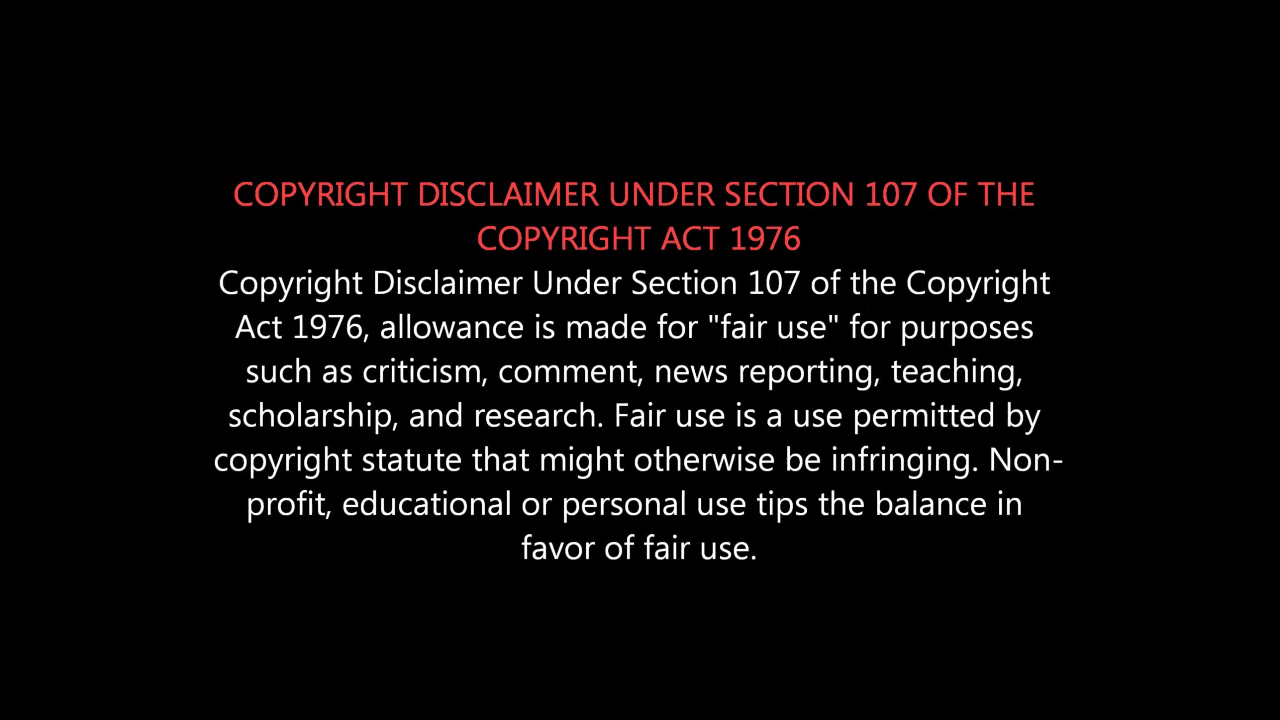 COPYRIGHT DISCLAIMER UNDER SECTION 107 OF THE
COPYRIGHT ACT 1976
Copyright Disclaimer Under Section 107 of the Copyright
Act 1976, allowance is made for "fair use" for purposes
such as criticism, comment, news reporting, teaching,
scholarship, and research. Fair use is a use permitted by
copyright statute that might otherwise be infringing. Non-
profit, educational or personal use tips the balance in
favor of fair use.